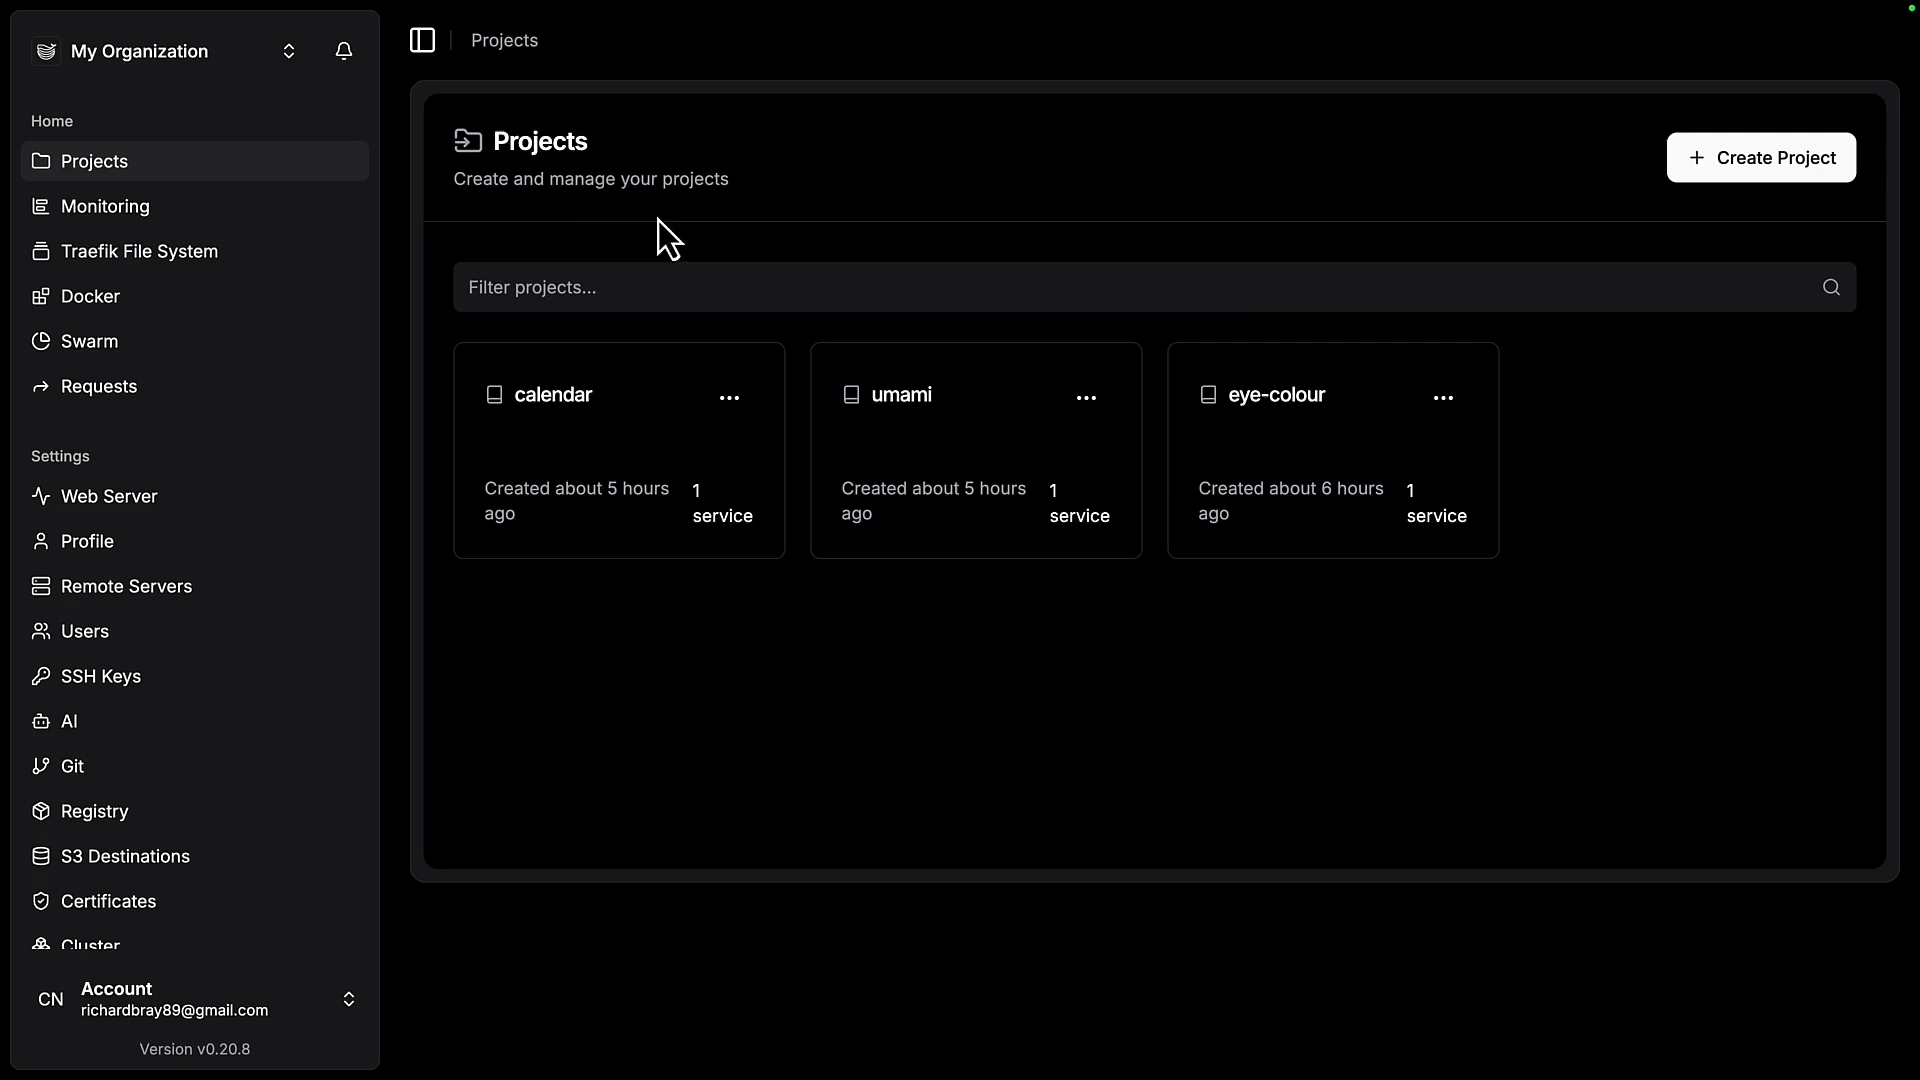 My Organization
Home
Projects
Monitoring
Traefik File System
Docker
Swarm
Requests
Settings
Web Server
Profile
Remote Servers
Users
SSH Keys
AI
Git
Registry
S3 Destinations
Certificates
Cluster
CN
Account
richardbray89@gmail.com
Version v0.20.8
Projects
Projects
Create and manage your projects
Create Project
Filter projects...
calendar
Created about 5 hours
ago
1
service
umami
Created about 5 hours
ago
1
service
eye-colour
Created about 6 hours
ago
1
service